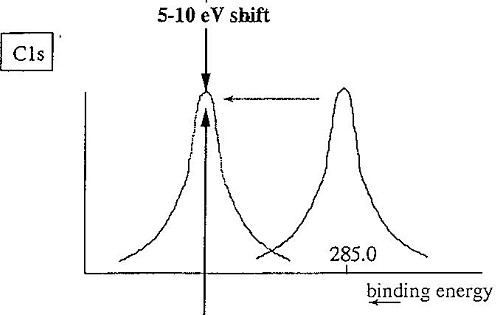 5-10 eV shift
C1s
285.0
binding energy